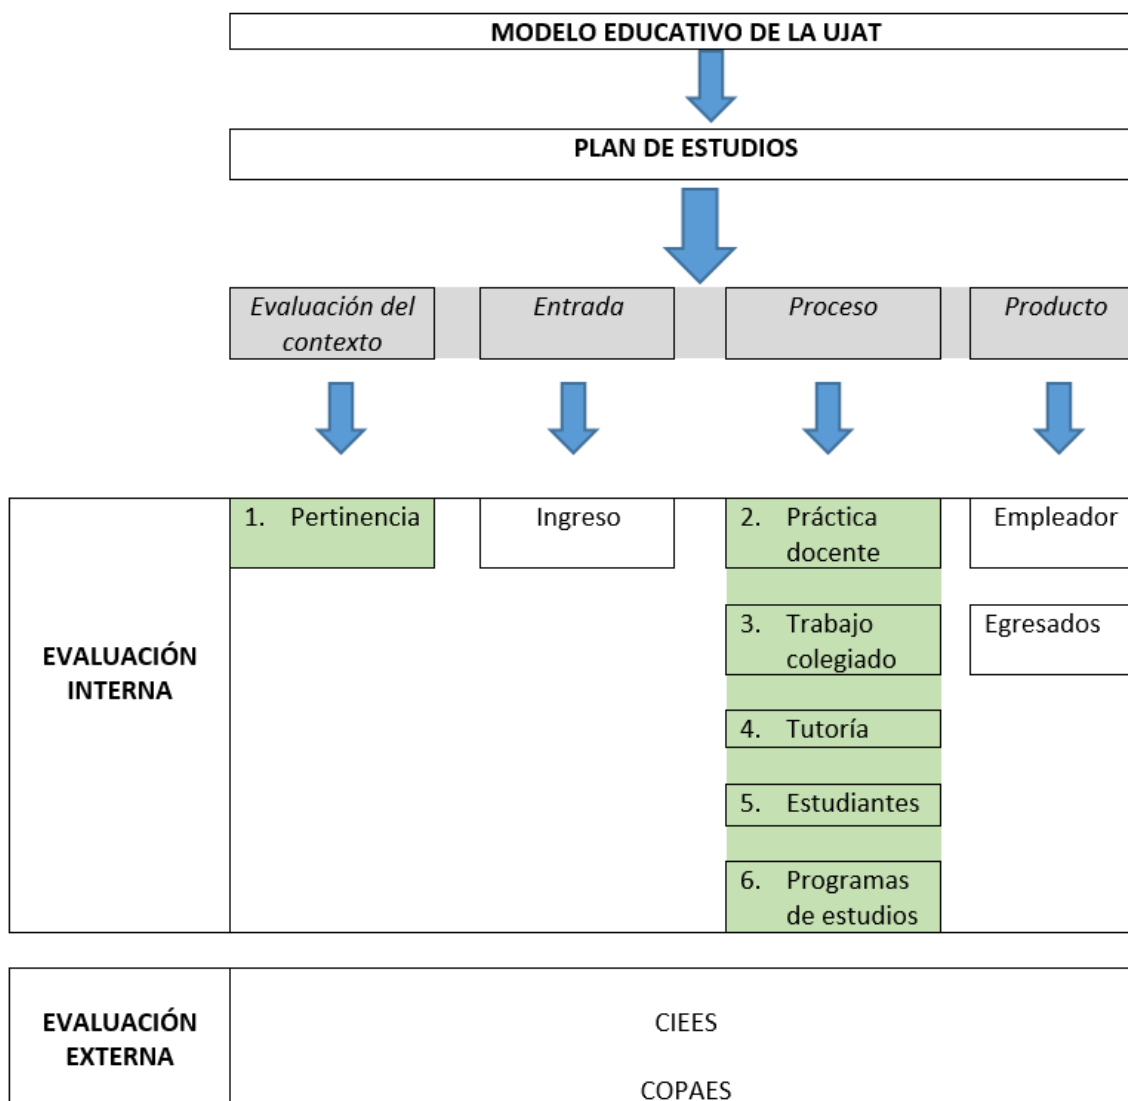 MODELO EDUCATIVO DE LA UJAT
PLAN DE ESTUDIOS
Evaluación del
contexto
Entrada
Proceso
Producto
EVALUACIÓN
INTERNA
1. Pertinencia
Ingreso
2. Práctica
docente
3. Trabajo
colegiado
4. Tutoría
5. Estudiantes
6. Programas
de estudios
Empleador
Egresados
EVALUACIÓN
EXTERNA
CIEES
COPAES